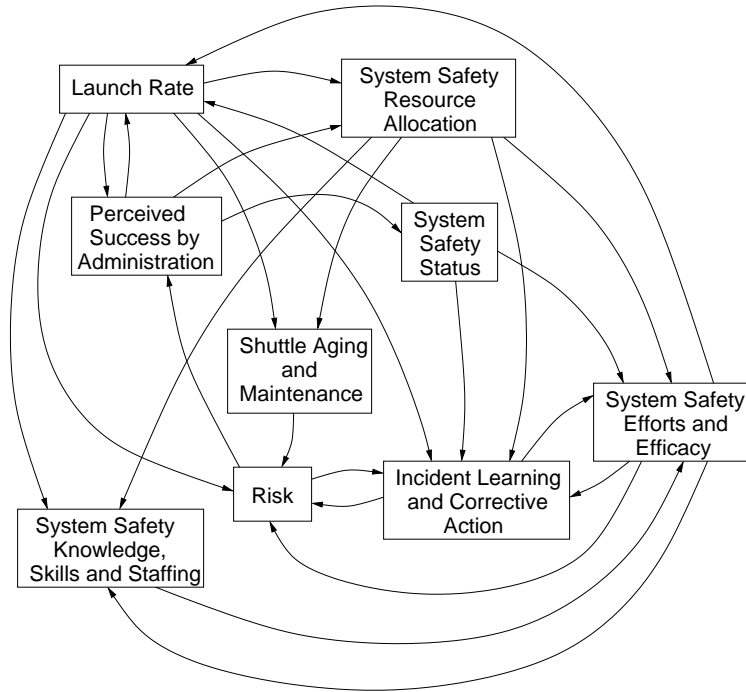 Launch Rate
System Safety
Resource
Allocation
Perceived
Success by
Administration
System
Safety
Status
Shuttle Aging
and
Maintenance
System Safety
Efforts and
Efficacy
Risk
Incident Learning
and Corrective
Action
System Safety
Knowledge,
Skills and Staffing